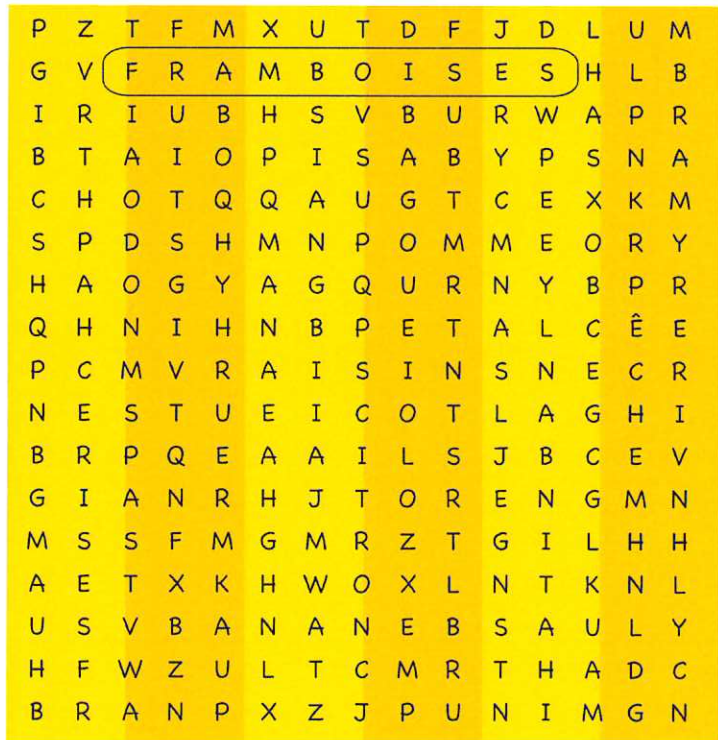 P Z T F M X U T D F J D L U M
G V F R A M B O I S E S H L B
I R I U B H S V B U R W A P R
B T A I O P I S A B Y P S N A
C H O T Q Q A U G T C E X K M
S P D S H M N P O M M E O R Y
H A O G Y A G Q U R N Y B P R
Q H N I H N B P E T A L C Ê E
P C M V R A I S I N S N E C R
N E S T U E I C O T L A G H I
B R P Q E A A I L S J B C E V
G I A N R H J T O R E N G M N
M S S F M G M R Z T G I L H H
A E T X K H W O X L N T K N L
U S V B A N A N E B S A U L Y
H F W Z U L T C M R T H A D C
B R A N P X Z J P U N I M G N